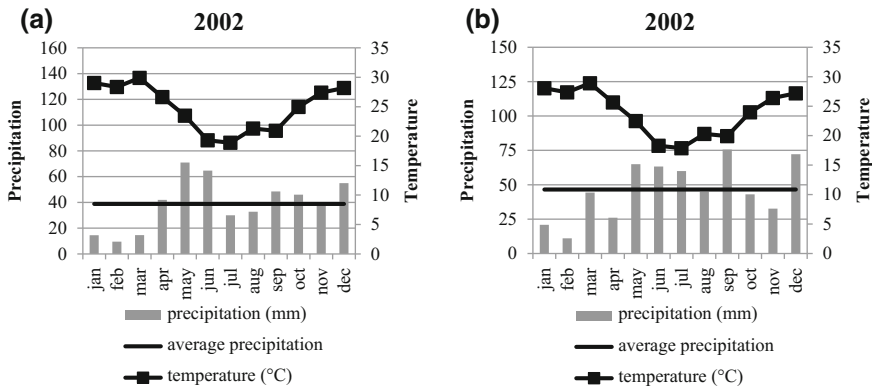 (a)
2002
Precipitation
160
140
120
100
80
60
40
20
0
35
30
25
20
15
10
5
0
Temperature
jan feb mar apr may jun jul aug sep oct nov dec
precipitation (mm)
average precipitation
temperature (°C)
(b)
2002
Precipitation
150
125
100
75
50
25
0
35
30
25
20
15
10
5
0
Temperature
jan feb mar apr may jun jul aug sep oct nov dec
precipitation (mm)
average precipitation
temperature (°C)